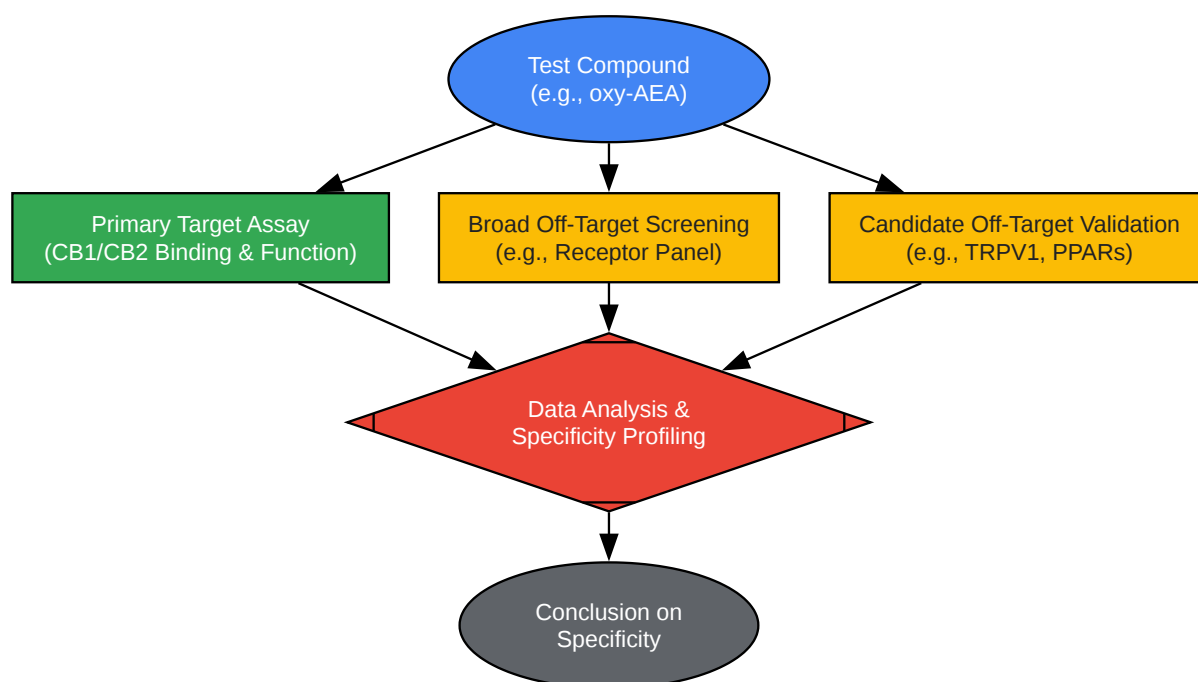 Test Compound
(e.g., oxy-AEA)
Primary Target Assay
(CB1/CB2 Binding & Function)
Broad Off-Target Screening
(e.g., Receptor Panel)
Candidate Off-Target Validation
(e.g., TRPV1, PPARs)
Data Analysis &
Specificity Profiling
Conclusion on
Specificity